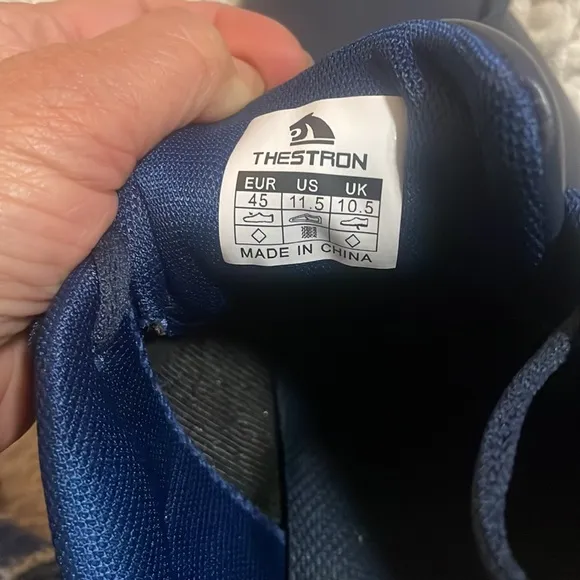 THESTRON
EUR US UK
45 11.5 10.5
MADE IN CHINA